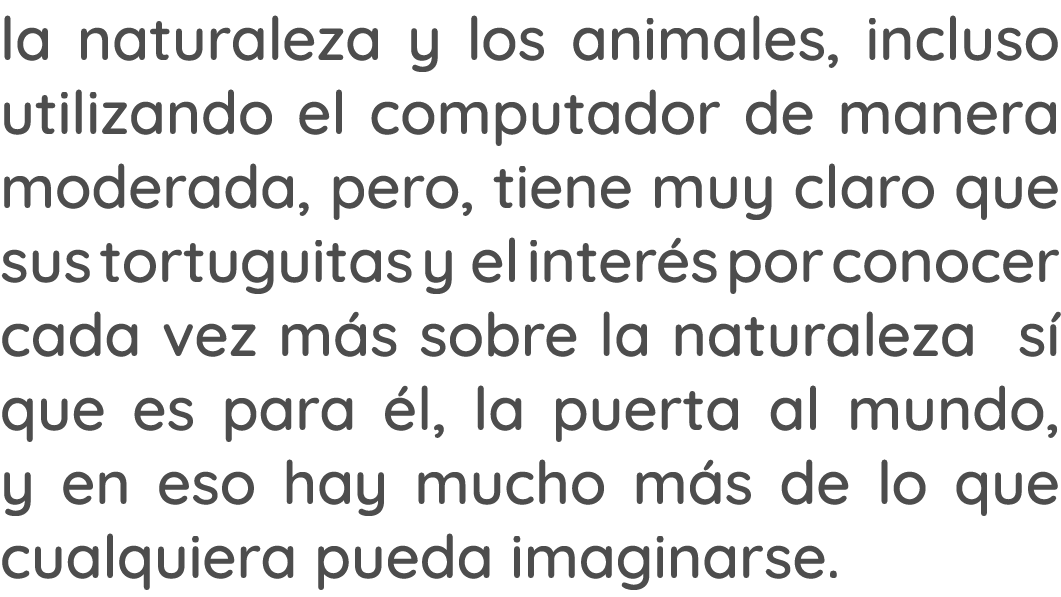 la naturaleza y los animales, incluso
utilizando el computador de manera
moderada, pero, tiene muy claro que
sus tortuguitas y el interés por conocer
cada vez más sobre la naturaleza sí
que es para él, la puerta al mundo,
y en eso hay mucho más de lo que
cualquiera pueda imaginarse.